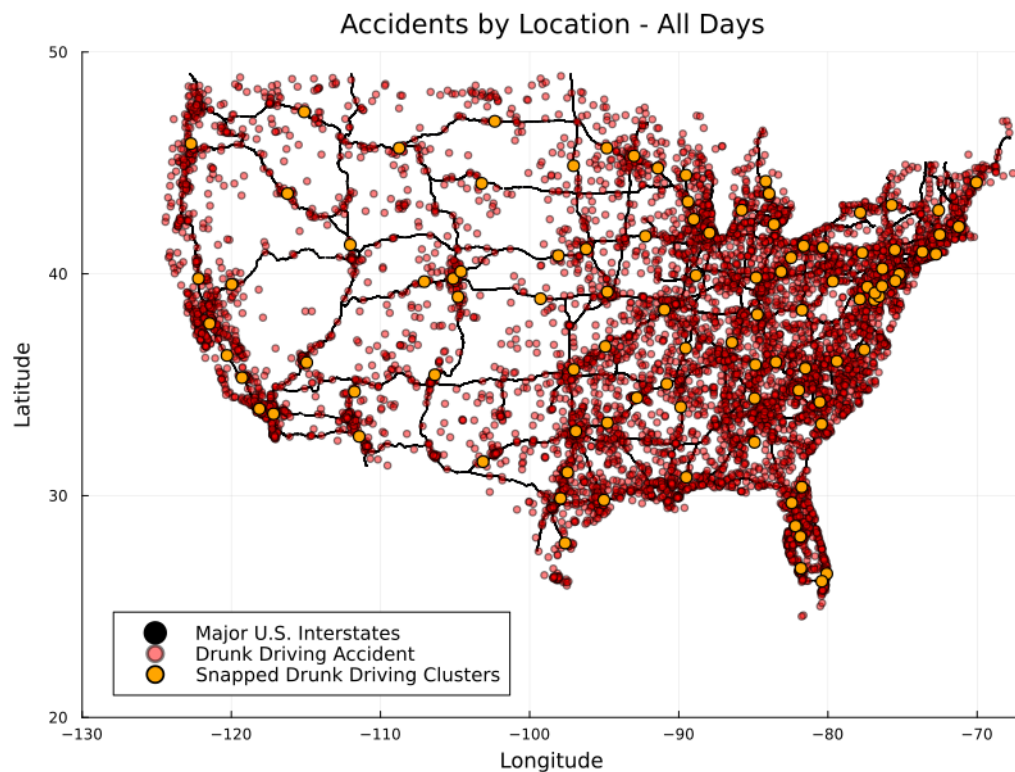 Accidents by Location - All Days
50
40
30
20
Latitude
−130
−120
−110
−100
−90
−80
−70
Longitude
Major U.S. Interstates
Drunk Driving Accident
Snapped Drunk Driving Clusters